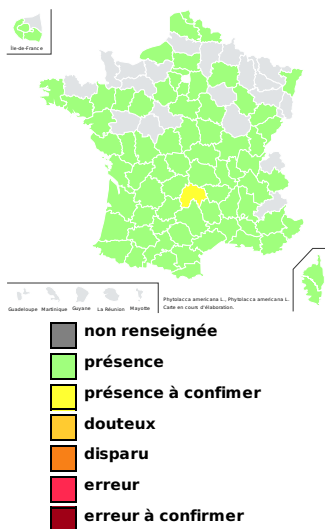 Île-de-France
Guadeloupe Martinique Guyane La Réunion Mayotte
Phytolacca americana L., Phytolacca americana L.
Carte en cours d'élaboration.
non renseignée
présence
présence à confimer
douteux
disparu
erreur
erreur à confirmer